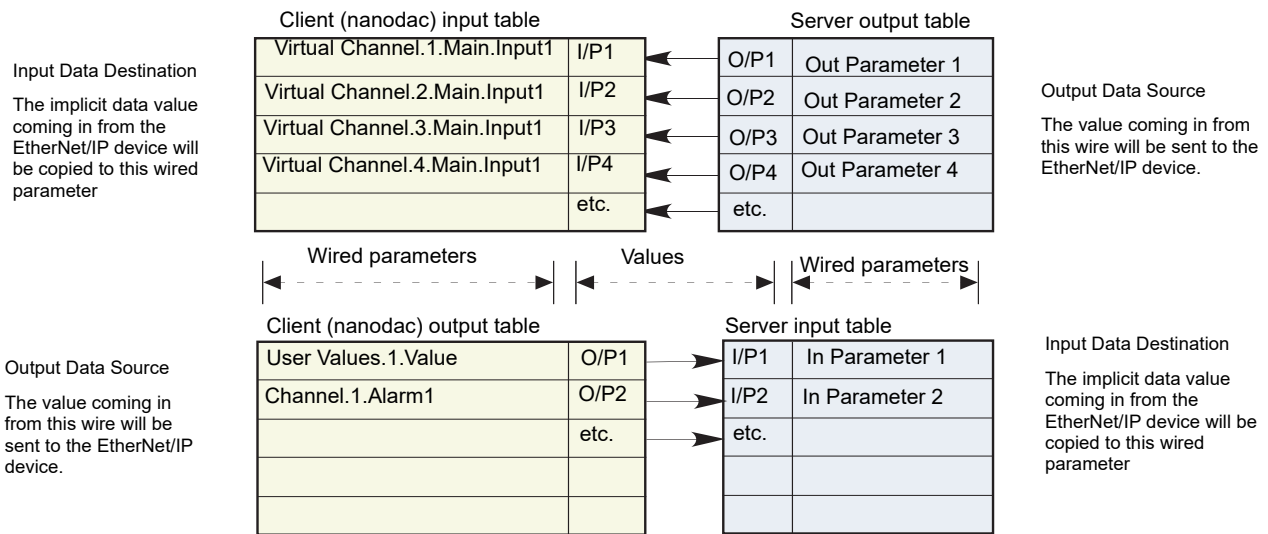 Client (nanodac) input table
Server output table
Input Data Destination
The implicit data value
coming in from the
EtherNet/IP device will
be copied to this wired
parameter
Virtual Channel.1.Main.Input1 I/P1
Virtual Channel.2.Main.Input1 I/P2
Virtual Channel.3.Main.Input1 I/P3
Virtual Channel.4.Main.Input1 I/P4
etc.
O/P1 Out Parameter 1
O/P2 Out Parameter 2
O/P3 Out Parameter 3
O/P4 Out Parameter 4
etc.
Output Data Source
The value coming in from
this wire will be sent to the
EtherNet/IP device.
Wired parameters
Values
Wired parameters
Client (nanodac) output table
Server input table
Output Data Source
The value coming in
from this wire will be
sent to the EtherNet/IP
device.
User Values.1.Value O/P1
Channel.1.Alarm1 O/P2
etc.
I/P1 In Parameter 1
I/P2 In Parameter 2
etc.
Input Data Destination
The implicit data value
coming in from the
EtherNet/IP device will be
copied to this wired
parameter